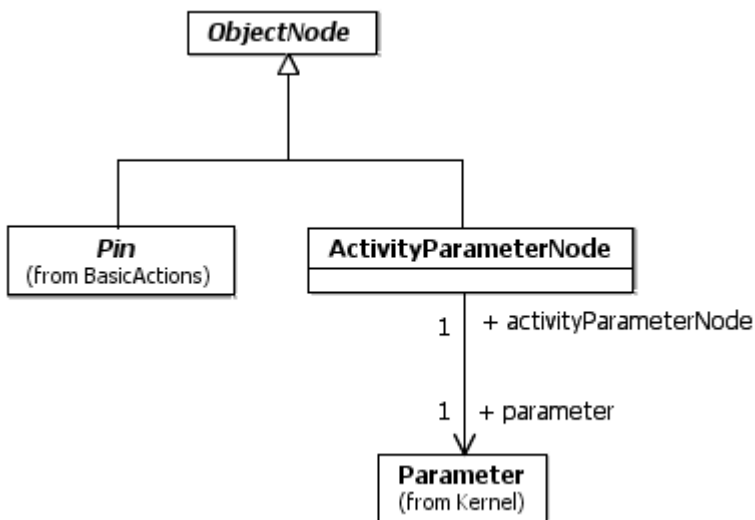 ObjectNode
Pin
(from BasicActions)
ActivityParameterNode
1 + activityParameterNode
1 + parameter
Parameter
(from Kernel)